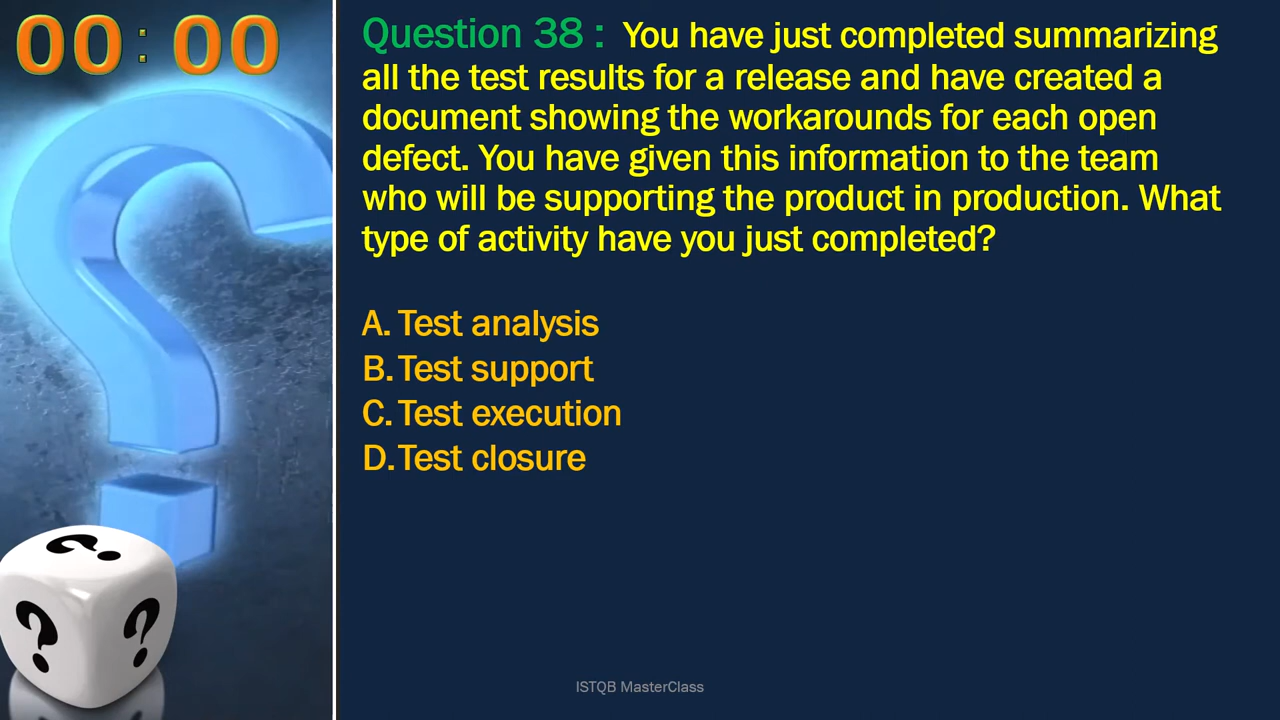 00:00
Question 38 : You have just completed summarizing
all the test results for a release and have created a
document showing the workarounds for each open
defect. You have given this information to the team
who will be supporting the product in production. What
type of activity have you just completed?
A. Test analysis
B. Test support
C. Test execution
D. Test closure
? ? ?
ISTQB MasterClass